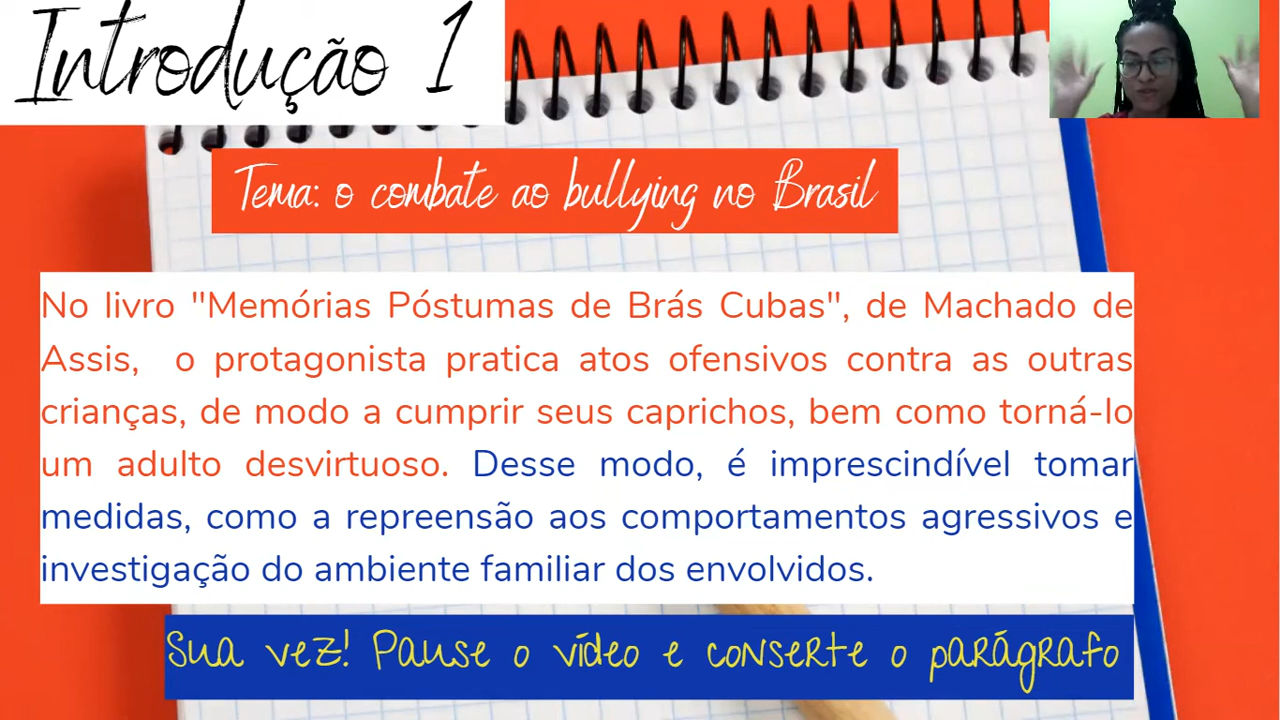 Introdução 1
Tema: o combate ao bullying no Brasil
No livro "Memórias Póstumas de Brás Cubas", de Machado de
Assis, o protagonista pratica atos ofensivos contra as outras
crianças, de modo a cumprir seus caprichos, bem como torná-lo
um adulto desvirtuoso. Desse modo, é imprescindível tomar
medidas, como a repreensão aos comportamentos agressivos e
investigação do ambiente familiar dos envolvidos.
Sua vez! Pause o vídeo e conserte o parágrafo